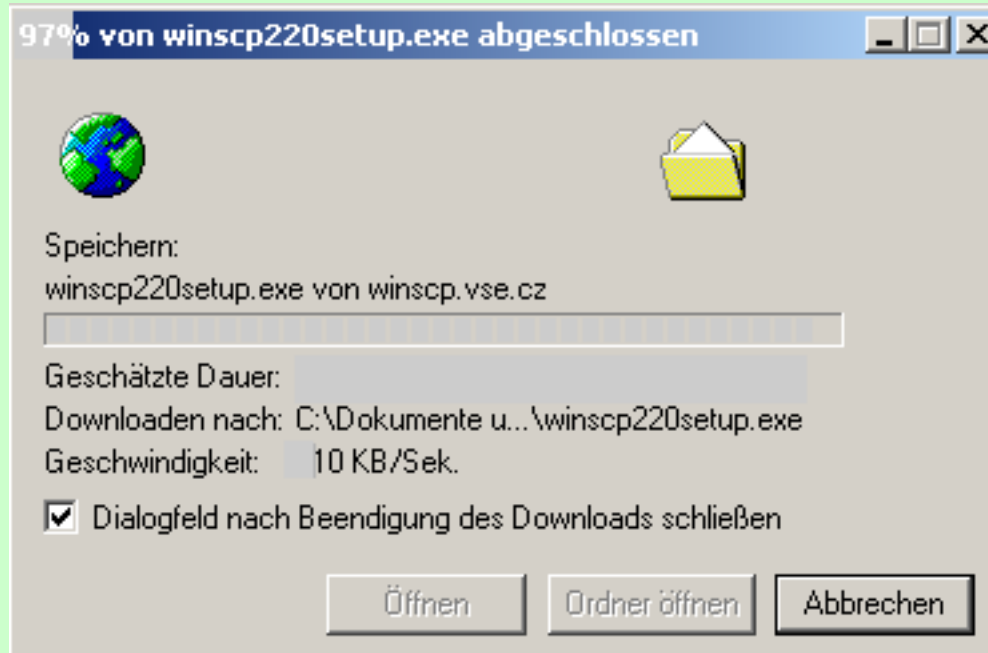 97% von winscp220setup.exe abgeschlossen
Speichern:
winscp220setup.exe von winscp.vse.cz
Geschätzte Dauer:
Downloaden nach: C:\Dokumente u...\winscp220setup.exe
Geschwindigkeit: 10 KB/Sek.
Dialogfeld nach Beendigung des Downloads schließen
Öffnen Ordner öffnen Abbrechen